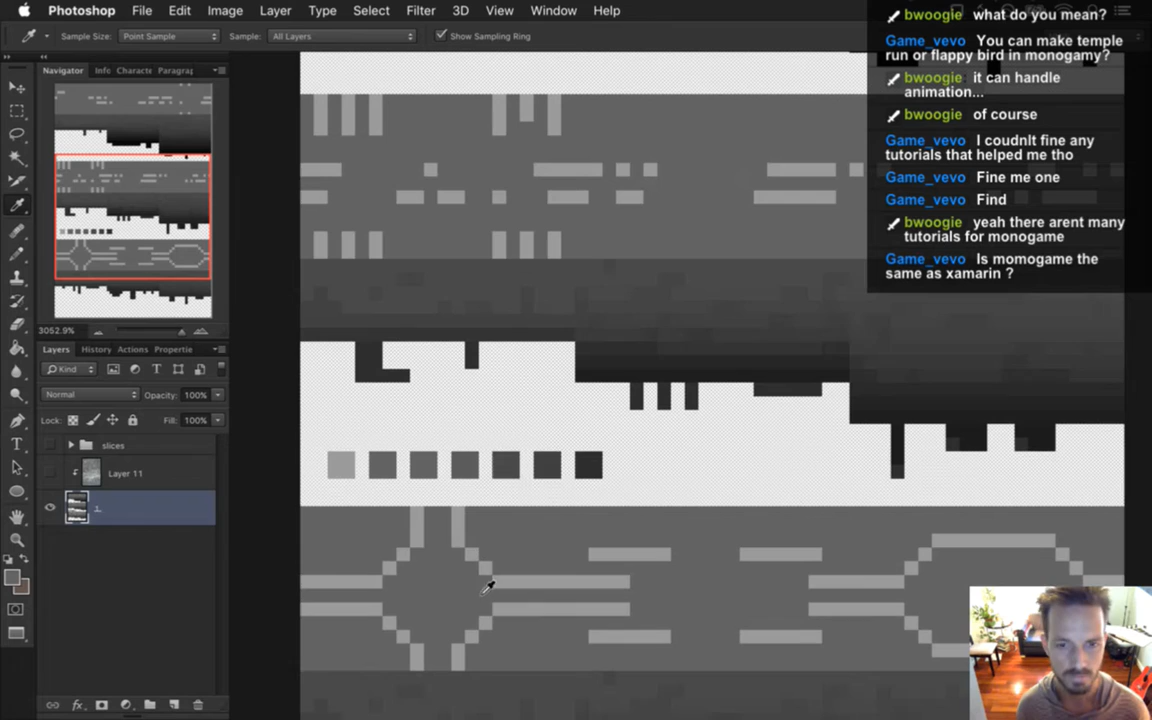 Photoshop File Edit Image Layer Type Select Filter 3D View Window Help
Sample Size: Point Sample Sample: All Layers Show Sampling Ring
Navigator Info Characte Paragraj
3052.9%
Layers History Actions Propertie
Kind
Normal Opacity: 100%
Lock: Fill: 100%
slices
Layer 11
1
bwoogie what do you mean?
Game_vevo You can make temple
run or flappy bird in monogamy?
bwoogie it can handle
animation...
bwoogie of course
Game_vevo I coudnlt fine any
tutorials that helped me tho
Game_vevo Fine me one
Game_vevo Find
bwoogie yeah there arent many
tutorials for monogame
Game_vevo Is momogame the
same as xamarin ?